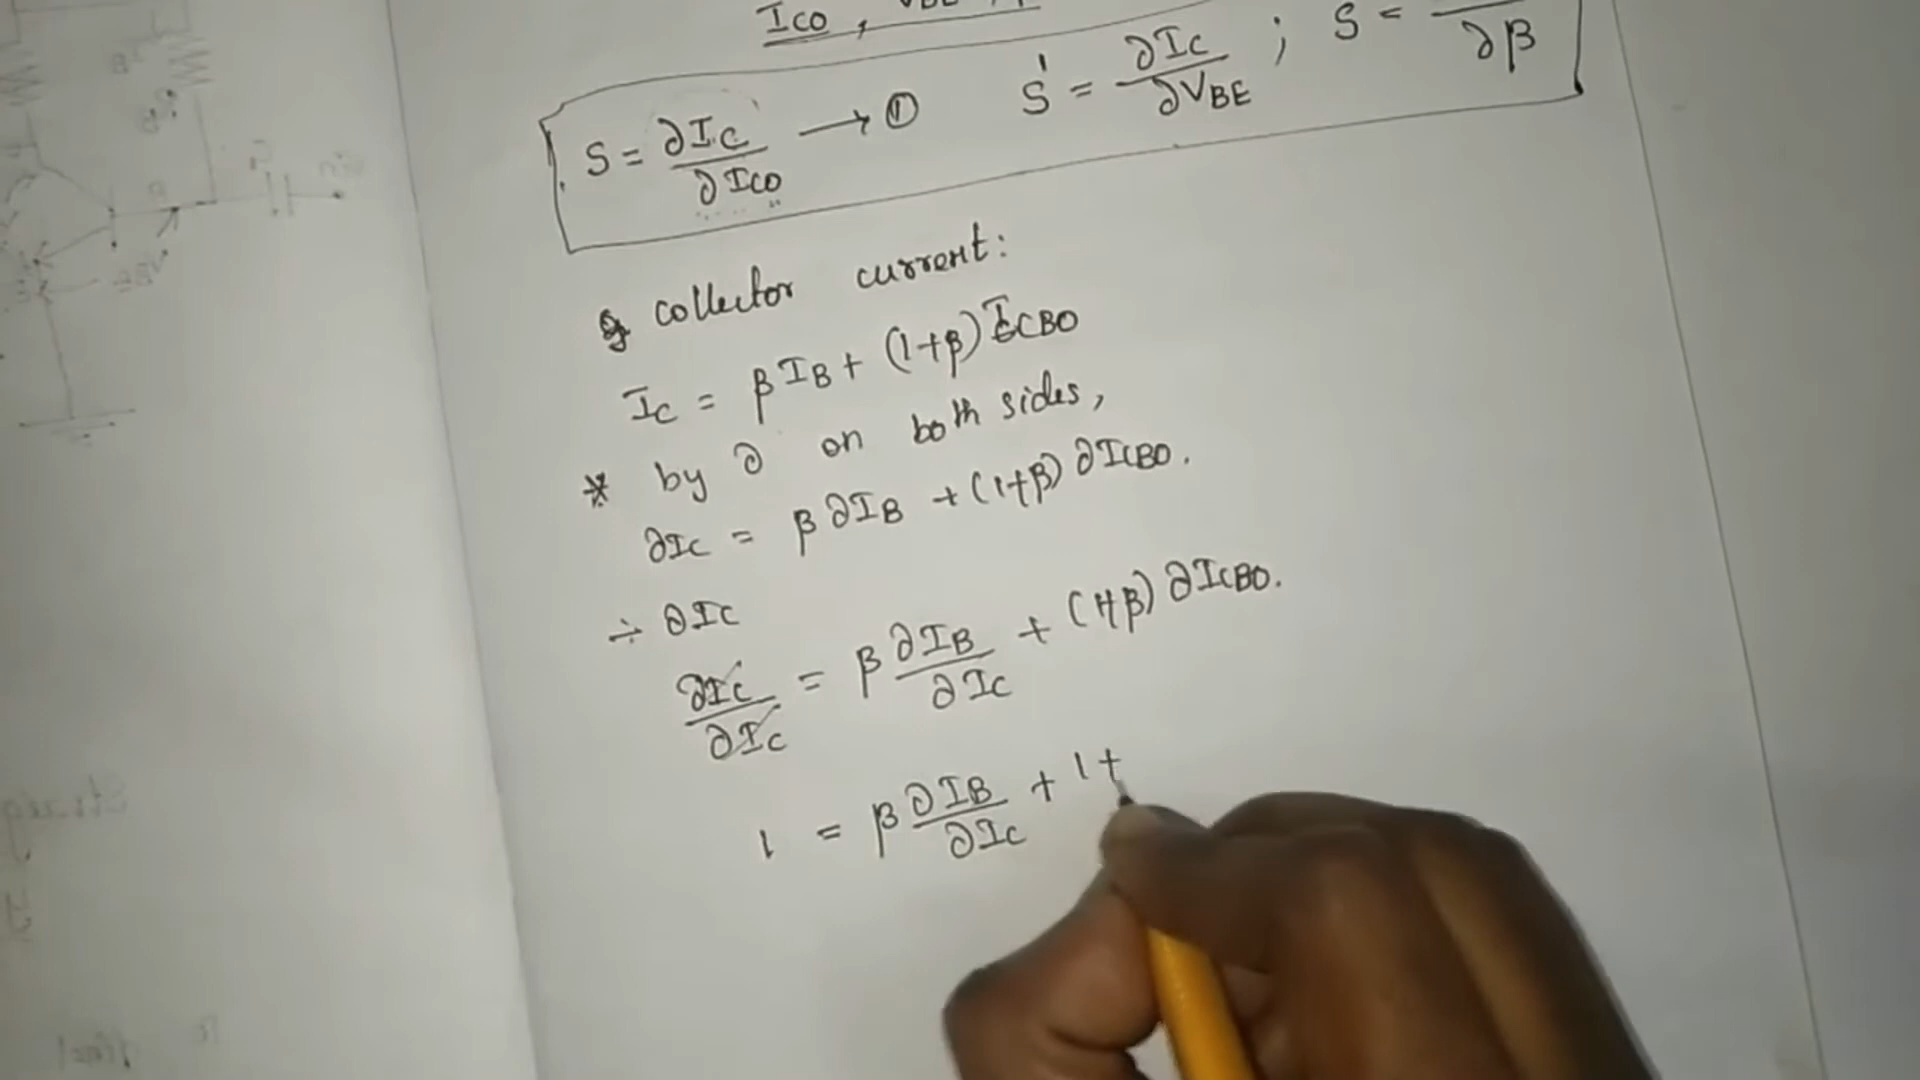 ICO, VBE,
S = ∂IC/∂ICO → ① S' = ∂IC/∂VBE ; S = /∂β
collector current:
IC = βIB + (1+β)ICBO
* by ∂ on both sides,
∂IC = β ∂IB + (1+β) ∂ICBO.
÷ ∂IC
∂IC/∂IC = β ∂IB/∂IC + (1+β) ∂ICBO.
1 = β ∂IB/∂IC + 1+